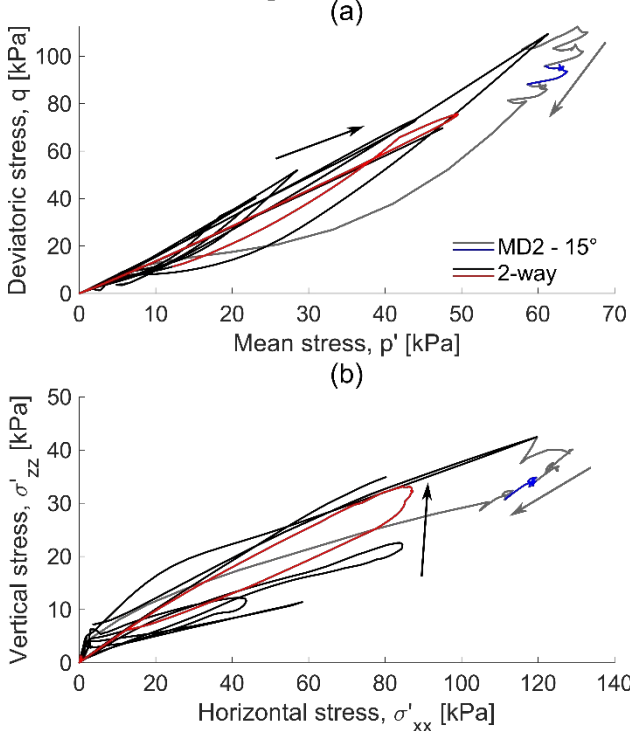 (a)
Deviatoric stress, q [kPa]
100
80
60
40
20
0
MD2 - 15°
2-way
0 10 20 30 40 50 60 70
Mean stress, p' [kPa]
(b)
Vertical stress, σ'zz [kPa]
50
40
30
20
10
0
0 20 40 60 80 100 120 140
Horizontal stress, σ'xx [kPa]